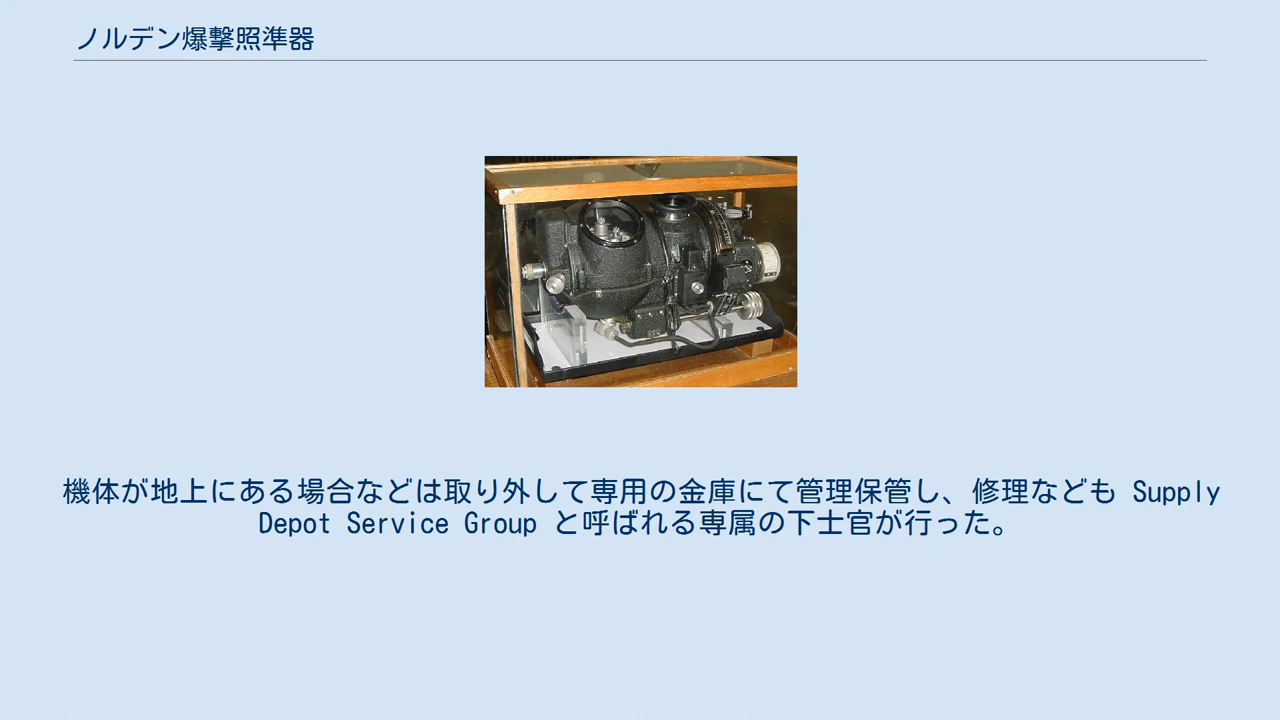 ノルデン爆撃照準器
機体が地上にある場合などは取り外して専用の金庫にて管理保管し、修理なども Supply
Depot Service Group と呼ばれる専属の下士官が行った。